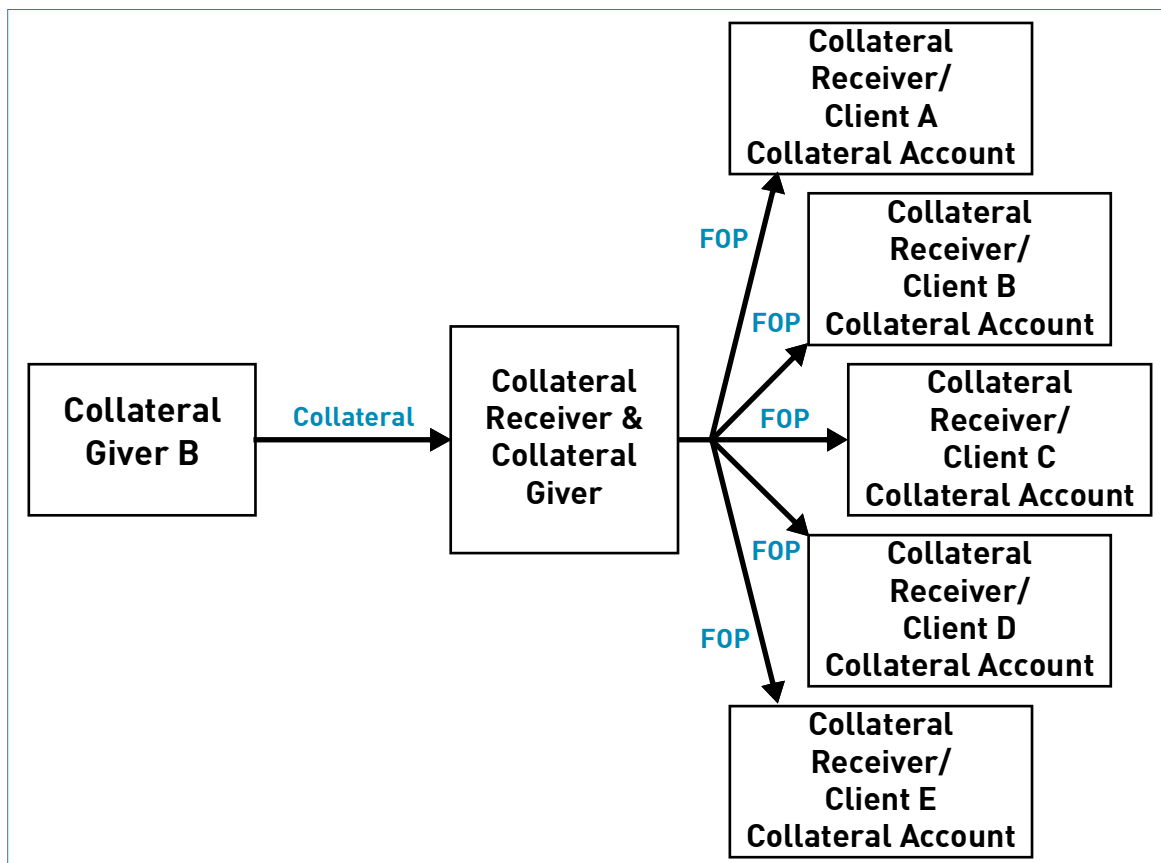 Collateral
Giver B
Collateral
Collateral
Receiver &
Collateral
Giver
FOP
Collateral
Receiver/
Client A
Collateral Account
FOP
Collateral
Receiver/
Client B
Collateral Account
FOP
Collateral
Receiver/
Client C
Collateral Account
FOP
Collateral
Receiver/
Client D
Collateral Account
FOP
Collateral
Receiver/
Client E
Collateral Account